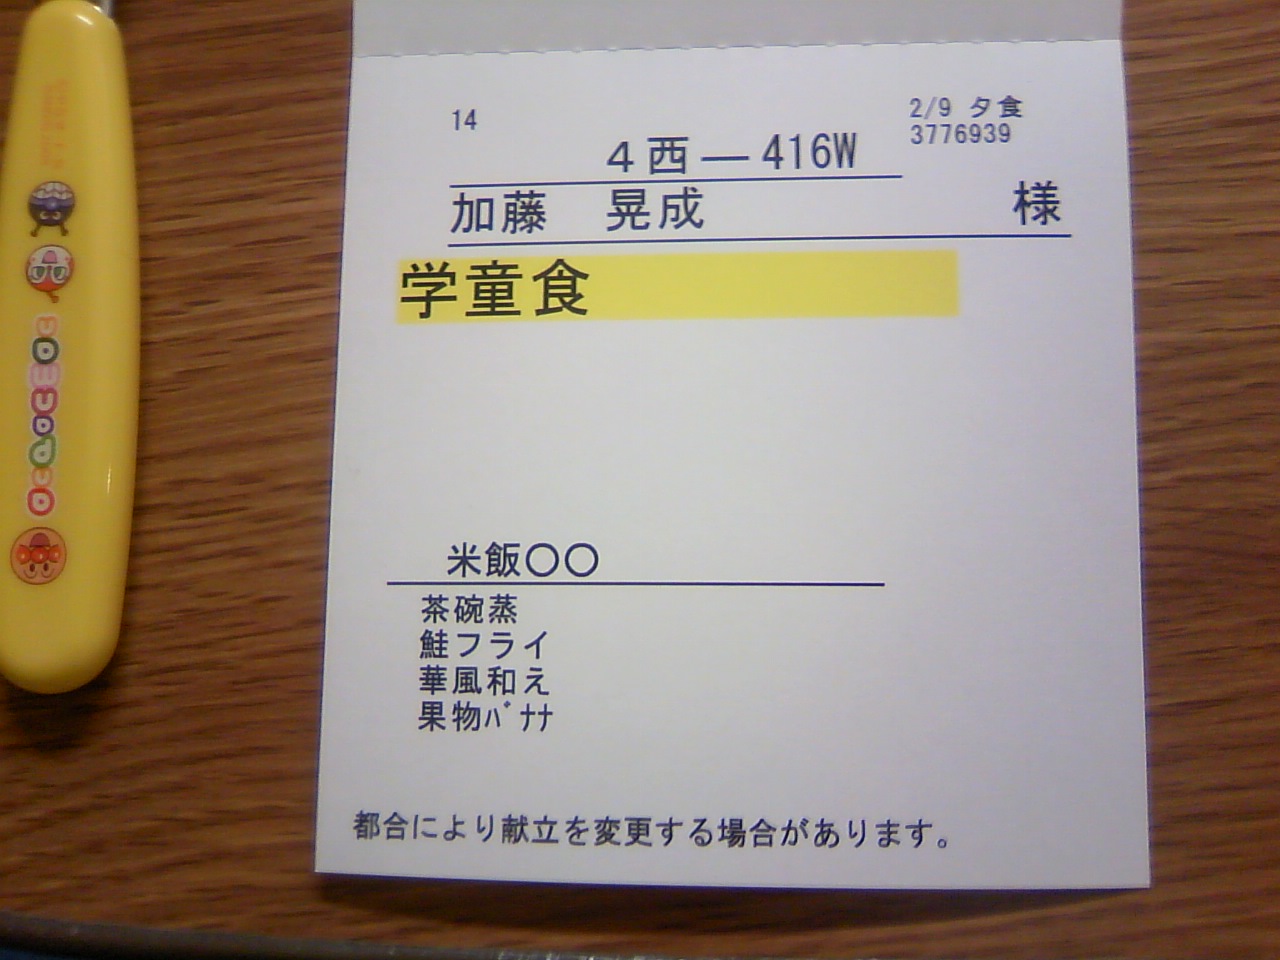 14
2/9 夕食
3776939
4西―416W
加藤 晃成 様
学童食
米飯〇〇
茶碗蒸
鮭フライ
華風和え
果物ﾊﾞﾅﾅ
都合により献立を変更する場合があります。